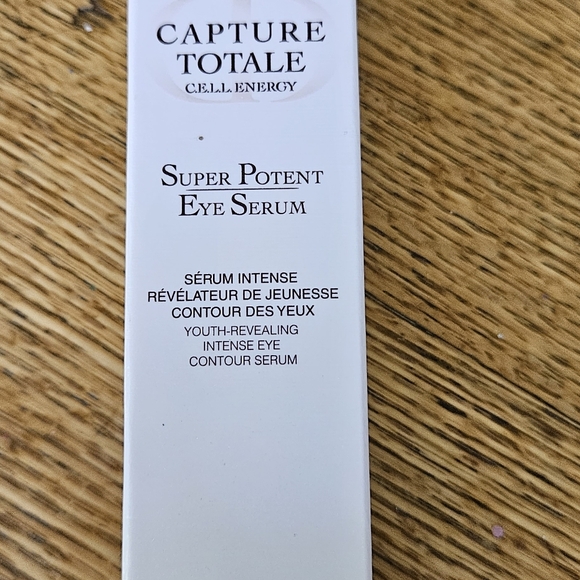 CAPTURE
TOTALE
C.E.L.L. ENERGY
SUPER POTENT
EYE SERUM
SÉRUM INTENSE
RÉVÉLATEUR DE JEUNESSE
CONTOUR DES YEUX
YOUTH-REVEALING
INTENSE EYE
CONTOUR SERUM